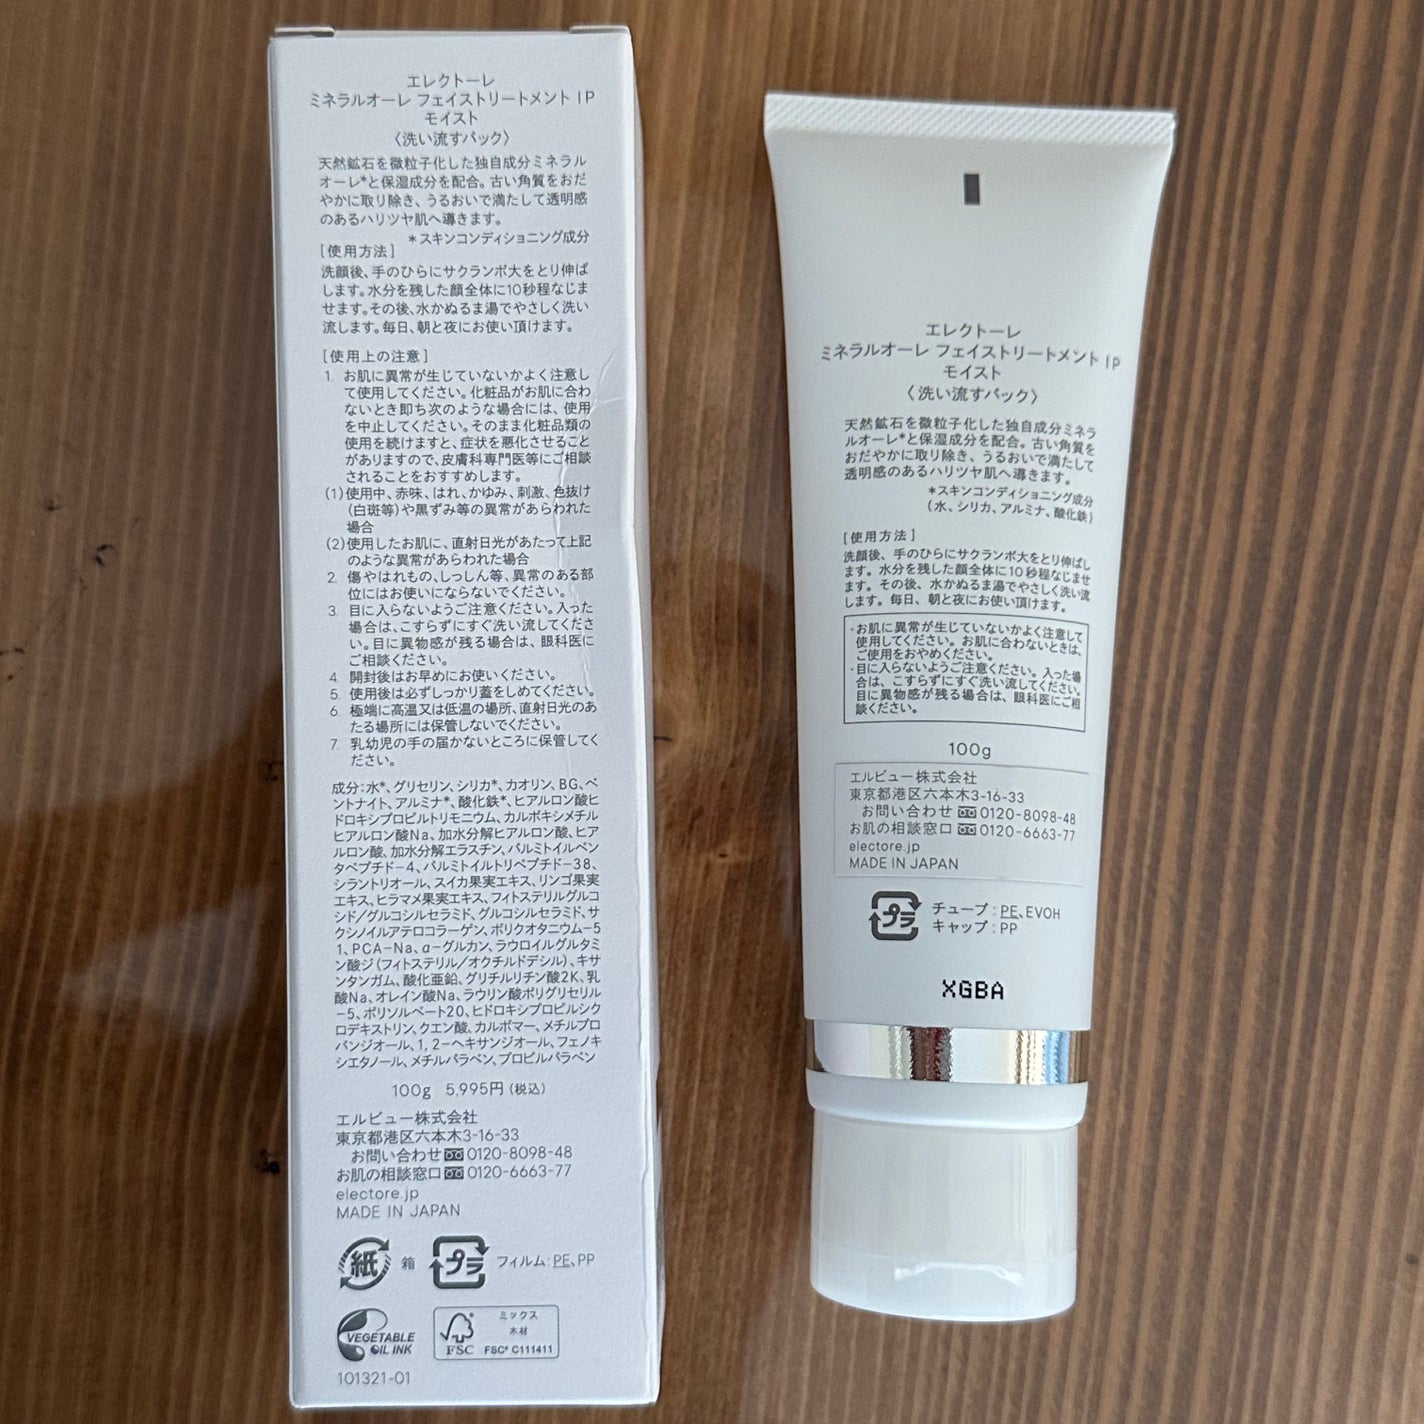 エレクトーレ
ミネラルオーレ フェイストリートメント IP
モイスト
〈洗い流すパック〉
天然鉱石を微粒子化した独自成分ミネラル
オーレ*と保湿成分を配合。古い角質をおだ
やかに取り除き、うるおいで満たして透明感
のあるハリツヤ肌へ導きます。
*スキンコンディショニング成分
[使用方法]
洗顔後、手のひらにサクランボ大をとり伸ば
します。水分を残した顔全体に10秒程なじま
せます。その後、水かぬるま湯でやさしく洗い
流します。毎日、朝と夜にお使い頂けます。
[使用上の注意]
1. お肌に異常が生じていないかよく注意し
て使用してください。化粧品がお肌に合わ
ないとき即ち次のような場合には、使用
を中止してください。そのまま化粧品類の
使用を続けますと、症状を悪化させること
がありますので、皮膚科専門医等にご相談
されることをおすすめします。
(1)使用中、赤味、はれ、かゆみ、刺激、色抜け
(白斑等)や黒ずみ等の異常があらわれた
場合
(2)使用したお肌に、直射日光があたって上記
のような異常があらわれた場合
2. 傷やはれもの、しっしん等、異常のある部
位にはお使いにならないでください。
3. 目に入らないようご注意ください。入った
場合は、こすらずにすぐ洗い流してくださ
い。目に異物感が残る場合は、眼科医に
ご相談ください。
4. 開封後はお早めにお使いください。
5. 使用後は必ずしっかり蓋をしめてください。
6. 極端に高温又は低温の場所、直射日光のあ
たる場所には保管しないでください。
7. 乳幼児の手の届かないところに保管してく
ださい。
成分:水*、グリセリン、シリカ*、カオリン、BG、ベ
ントナイト、アルミナ*、酸化鉄*、ヒアルロン酸ヒ
ドロキシプロピルトリモニウム、カルボキシメチル
ヒアルロン酸Na、加水分解ヒアルロン酸、ヒア
ルロン酸、加水分解エラスチン、パルミトイルペン
タペプチド-4、パルミトイルトリペプチド-38、
シラントリオール、スイカ果実エキス、リンゴ果実
エキス、ヒラマメ果実エキス、フィトステリルグルコ
シド/グルコシルセラミド、グルコシルセラミド、サ
クシノイルアテロコラーゲン、ポリクオタニウム-5
1、PCA-Na、α-グルカン、ラウロイルグルタミ
ン酸ジ(フィトステリル/オクチルドデシル)、キサ
ンタンガム、酸化亜鉛、グリチルリチン酸2K、乳
酸Na、オレイン酸Na、ラウリン酸ポリグリセリル
-5、ポリソルベート20、ヒドロキシプロピルシク
ロデキストリン、クエン酸、カルボマー、メチルプロ
パンジオール、1,2-ヘキサンジオール、フェノキ
シエタノール、メチルパラベン、プロピルパラベン
100g 5,995円(税込)
エルビュー株式会社
東京都港区六本木3-16-33
お問い合わせ 0120-8098-48
お肌の相談窓口 0120-6663-77
electore.jp
MADE IN JAPAN
紙 箱 プラ フィルム:PE、PP
VEGETABLE
OIL INK
FSC
ミックス
木材
FSC® C111411
101321-01
エレクトーレ
ミネラルオーレ フェイストリートメント IP
モイスト
〈洗い流すパック〉
天然鉱石を微粒子化した独自成分ミネラ
ルオーレ*と保湿成分を配合。古い角質を
おだやかに取り除き、うるおいで満たして
透明感のあるハリツヤ肌へ導きます。
*スキンコンディショニング成分
(水、シリカ、アルミナ、酸化鉄)
[使用方法]
洗顔後、手のひらにサクランボ大をとり伸ばし
ます。水分を残した顔全体に10秒程なじませ
ます。その後、水かぬるま湯でやさしく洗い流
します。毎日、朝と夜にお使い頂けます。
・お肌に異常が生じていないかよく注意して
使用してください。お肌に合わないときは、
ご使用をおやめください。
・目に入らないようご注意ください。入った場
合は、こすらずにすぐ洗い流してください。
目に異物感が残る場合は、眼科医にご相
談ください。
100g
エルビュー株式会社
東京都港区六本木3-16-33
お問い合わせ 0120-8098-48
お肌の相談窓口 0120-6663-77
electore.jp
MADE IN JAPAN
プラ チューブ:PE、EVOH
キャップ:PP
XGBA